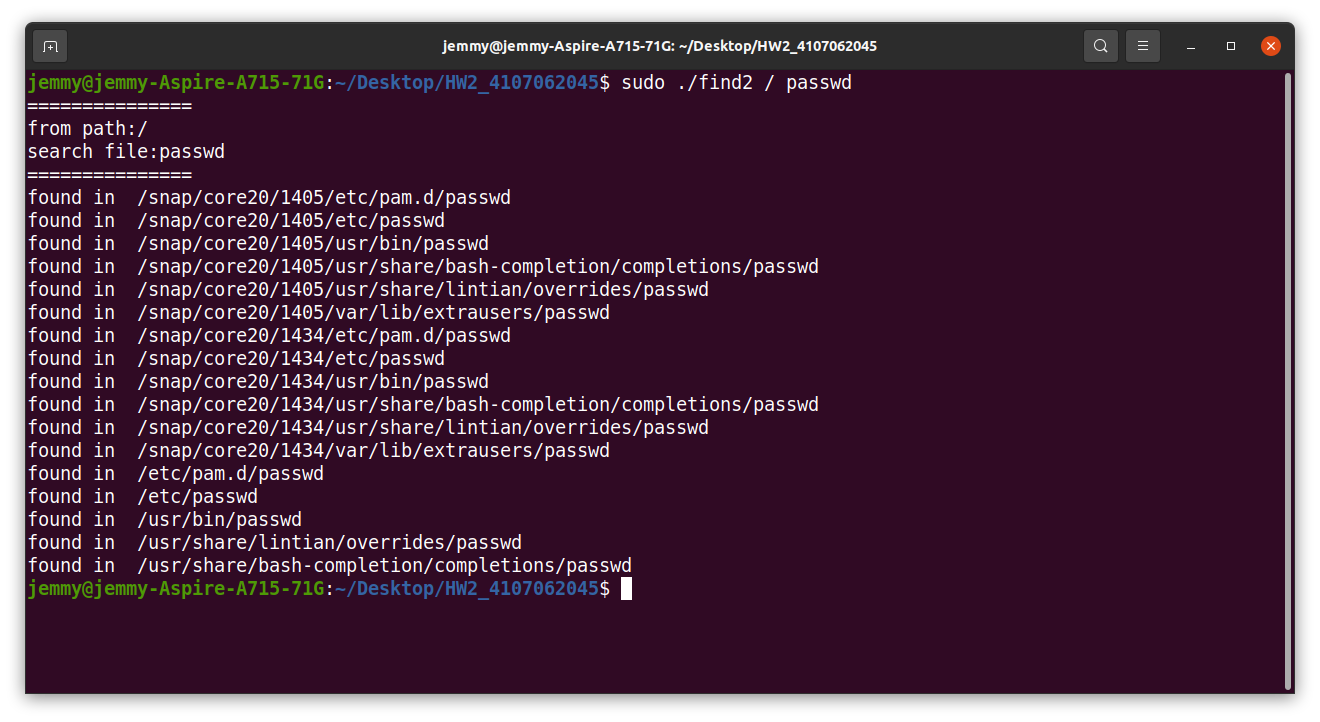 jemmy@jemmy-Aspire-A715-71G: ~/Desktop/HW2_4107062045
jemmy@jemmy-Aspire-A715-71G:~/Desktop/HW2_4107062045$ sudo ./find2 / passwd
===============
from path:/
search file:passwd
===============
found in  /snap/core20/1405/etc/pam.d/passwd
found in  /snap/core20/1405/etc/passwd
found in  /snap/core20/1405/usr/bin/passwd
found in  /snap/core20/1405/usr/share/bash-completion/completions/passwd
found in  /snap/core20/1405/usr/share/lintian/overrides/passwd
found in  /snap/core20/1405/var/lib/extrausers/passwd
found in  /snap/core20/1434/etc/pam.d/passwd
found in  /snap/core20/1434/etc/passwd
found in  /snap/core20/1434/usr/bin/passwd
found in  /snap/core20/1434/usr/share/bash-completion/completions/passwd
found in  /snap/core20/1434/usr/share/lintian/overrides/passwd
found in  /snap/core20/1434/var/lib/extrausers/passwd
found in  /etc/pam.d/passwd
found in  /etc/passwd
found in  /usr/bin/passwd
found in  /usr/share/lintian/overrides/passwd
found in  /usr/share/bash-completion/completions/passwd
jemmy@jemmy-Aspire-A715-71G:~/Desktop/HW2_4107062045$